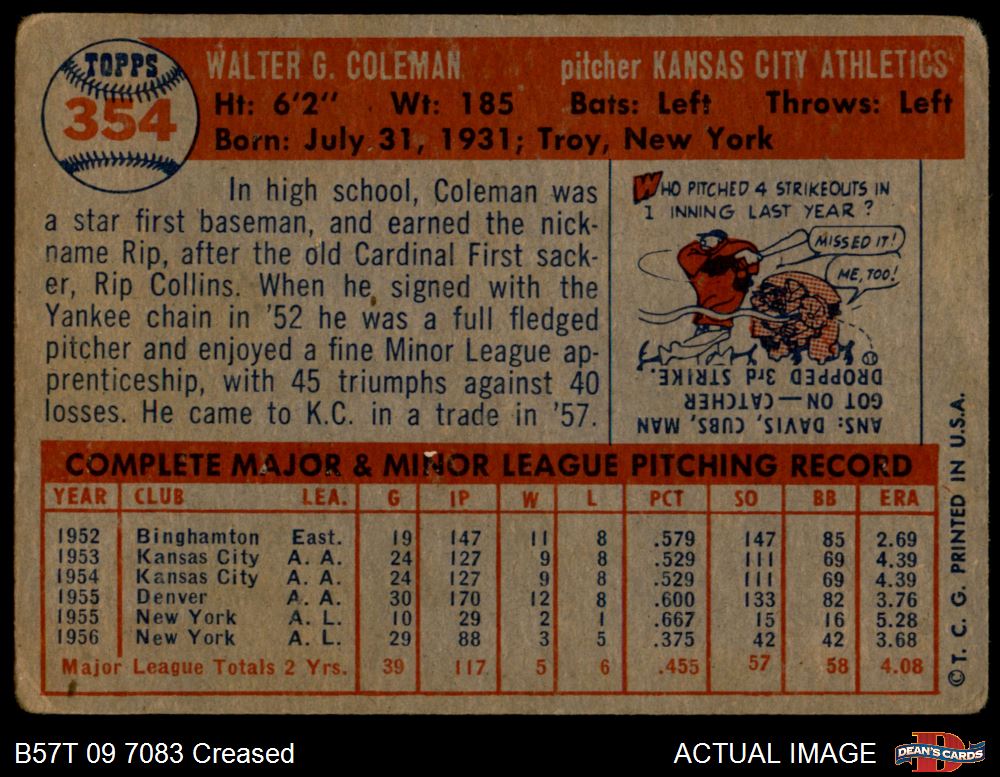 TOPPS
354
WALTER G. COLEMAN pitcher KANSAS CITY ATHLETICS
Ht: 6'2" Wt: 185 Bats: Left Throws: Left
Born: July 31, 1931; Troy, New York
In high school, Coleman was
a star first baseman, and earned the nick-
name Rip, after the old Cardinal First sack-
er, Rip Collins. When he signed with the
Yankee chain in '52 he was a full fledged
pitcher and enjoyed a fine Minor League ap-
prenticeship, with 45 triumphs against 40
losses. He came to K.C. in a trade in '57.
WHO PITCHED 4 STRIKEOUTS IN
1 INNING LAST YEAR?
MISSED IT!
ME, TOO!
ANS: DAVIS, CUBS, MAN
GOT ON — CATCHER
DROPPED 3rd STRIKE.
COMPLETE MAJOR & MINOR LEAGUE PITCHING RECORD
YEAR CLUB LEA. G IP W L PCT SO BB ERA
1952 Binghamton East. 19 147 11 8 .579 147 85 2.69
1953 Kansas City A. A. 24 127 9 8 .529 111 69 4.39
1954 Kansas City A. A. 24 127 9 8 .529 111 69 4.39
1955 Denver A. A. 30 170 12 8 .600 133 82 3.76
1955 New York A. L. 10 29 2 1 .667 15 16 5.28
1956 New York A. L. 29 88 3 5 .375 42 42 3.68
Major League Totals 2 Yrs. 39 117 5 6 .455 57 58 4.08
©T. C. G. PRINTED IN U.S.A.
B57T 09 7083 Creased
ACTUAL IMAGE
DEAN'S CARDS